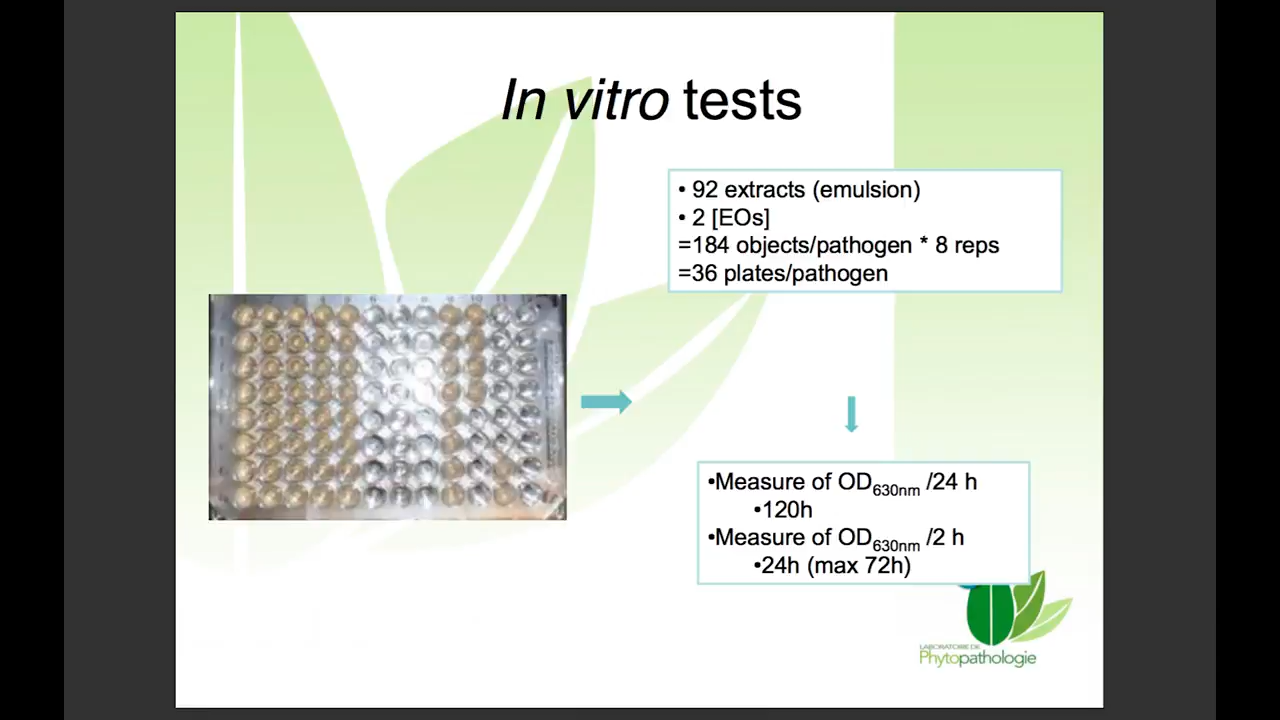 In vitro tests
• 92 extracts (emulsion)
• 2 [EOs]
=184 objects/pathogen * 8 reps
=36 plates/pathogen
•Measure of OD630nm /24 h
•120h
•Measure of OD630nm /2 h
•24h (max 72h)
LABORATOIRE DE
Phytopathologie